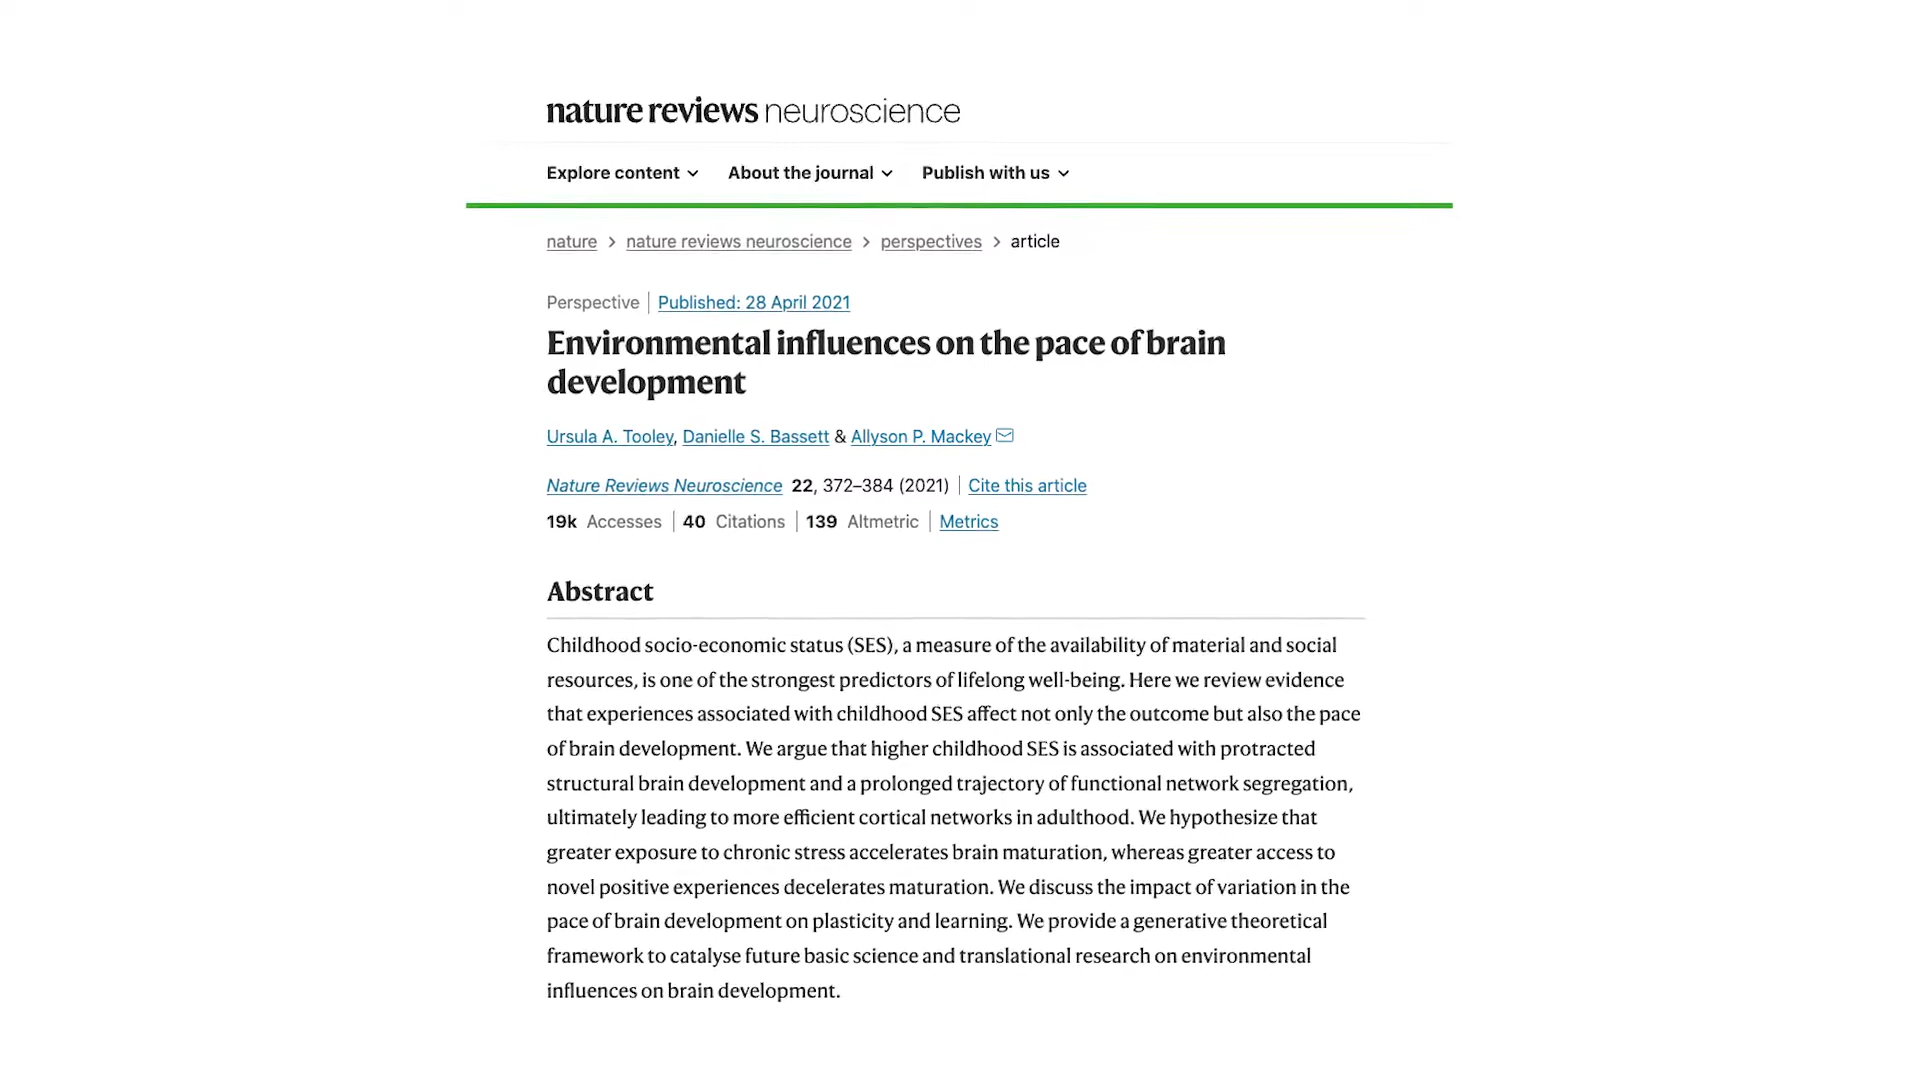 nature reviews neuroscience
Explore content About the journal Publish with us
nature > nature reviews neuroscience > perspectives > article
Perspective | Published: 28 April 2021
Environmental influences on the pace of brain
development
Ursula A. Tooley, Danielle S. Bassett & Allyson P. Mackey
Nature Reviews Neuroscience 22, 372–384 (2021) | Cite this article
19k Accesses | 40 Citations | 139 Altmetric | Metrics
Abstract
Childhood socio-economic status (SES), a measure of the availability of material and social
resources, is one of the strongest predictors of lifelong well-being. Here we review evidence
that experiences associated with childhood SES affect not only the outcome but also the pace
of brain development. We argue that higher childhood SES is associated with protracted
structural brain development and a prolonged trajectory of functional network segregation,
ultimately leading to more efficient cortical networks in adulthood. We hypothesize that
greater exposure to chronic stress accelerates brain maturation, whereas greater access to
novel positive experiences decelerates maturation. We discuss the impact of variation in the
pace of brain development on plasticity and learning. We provide a generative theoretical
framework to catalyse future basic science and translational research on environmental
influences on brain development.